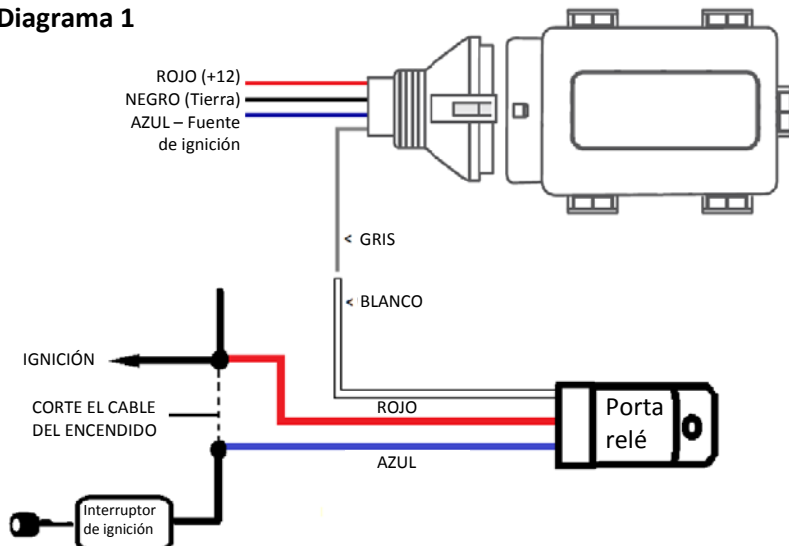 Diagrama 1
ROJO (+12)
NEGRO (Tierra)
AZUL – Fuente
de ignición
< GRIS
< BLANCO
IGNICIÓN
CORTE EL CABLE
DEL ENCENDIDO
ROJO
AZUL
Porta
relé
Interruptor
de ignición